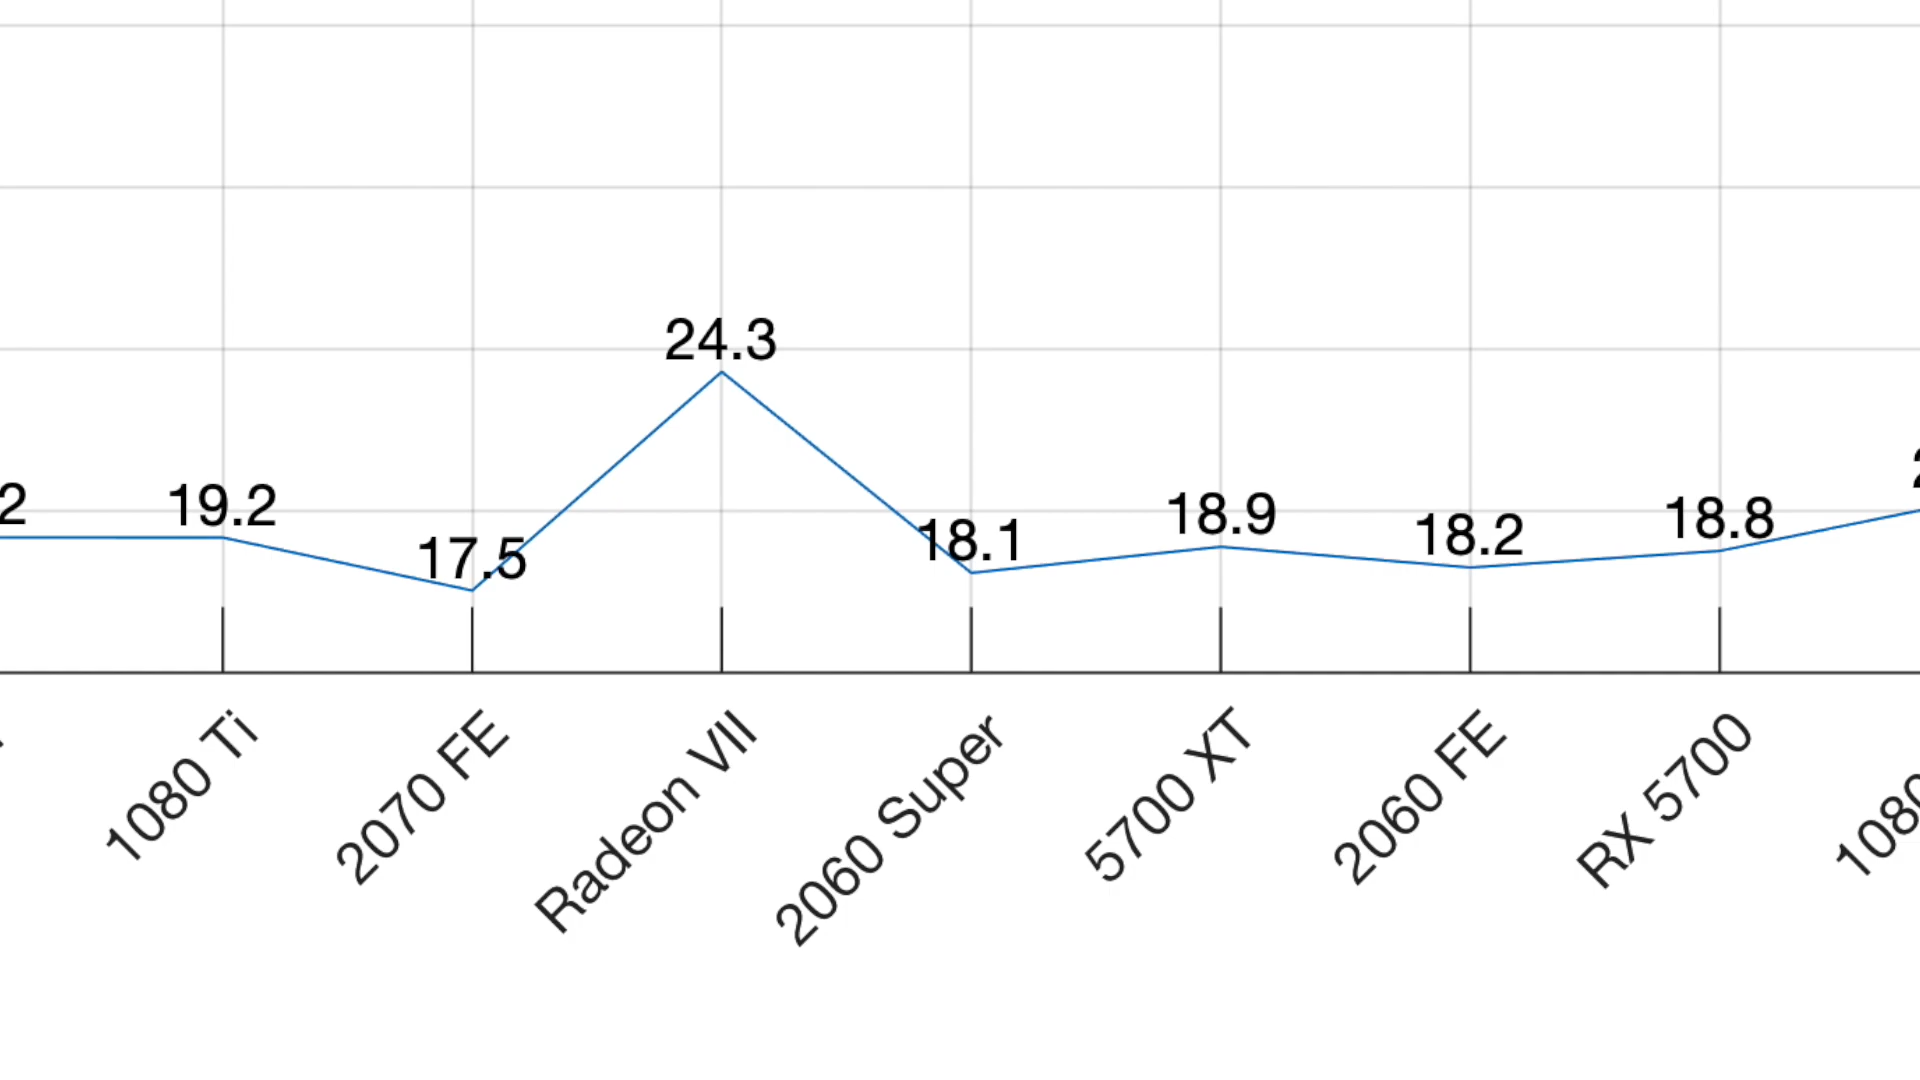 24.3
2
19.2
17.5
18.1
18.9
18.2
18.8
1080 Ti
2070 FE
Radeon VII
2060 Super
5700 XT
2060 FE
RX 5700